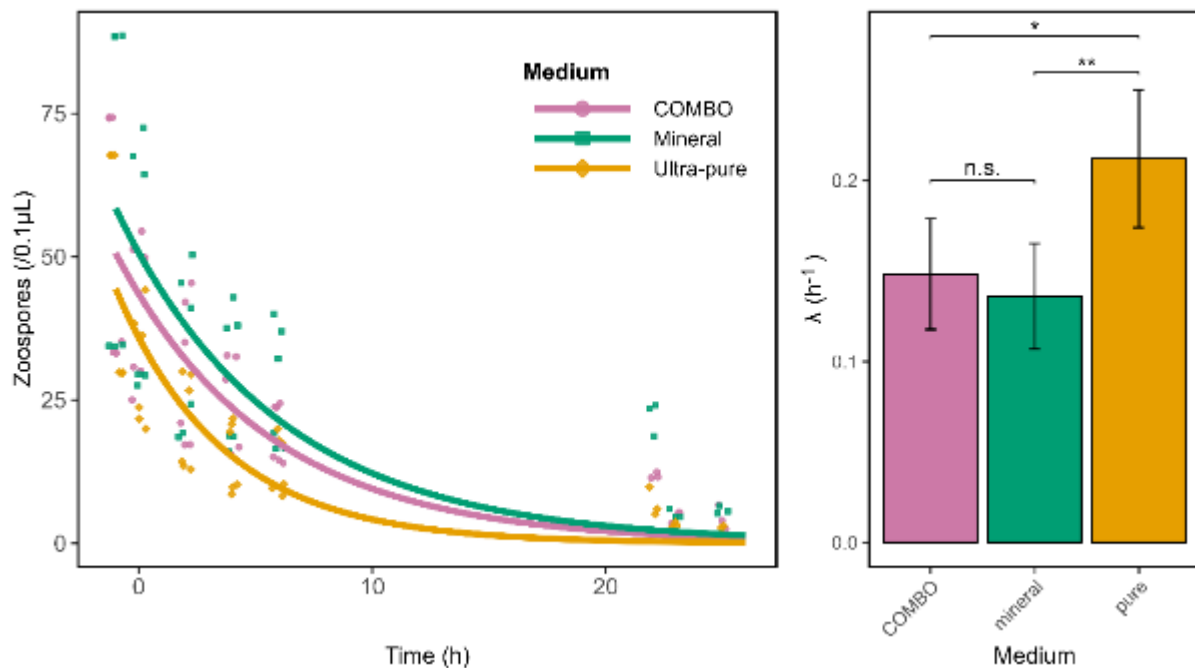 Zoospores (/0.1µL)
75
50
25
0
Medium
COMBO
Mineral
Ultra-pure
0
10
20
Time (h)
λ (h⁻¹ )
0.2
0.1
0.0
*
**
n.s.
COMBO
mineral
pure
Medium